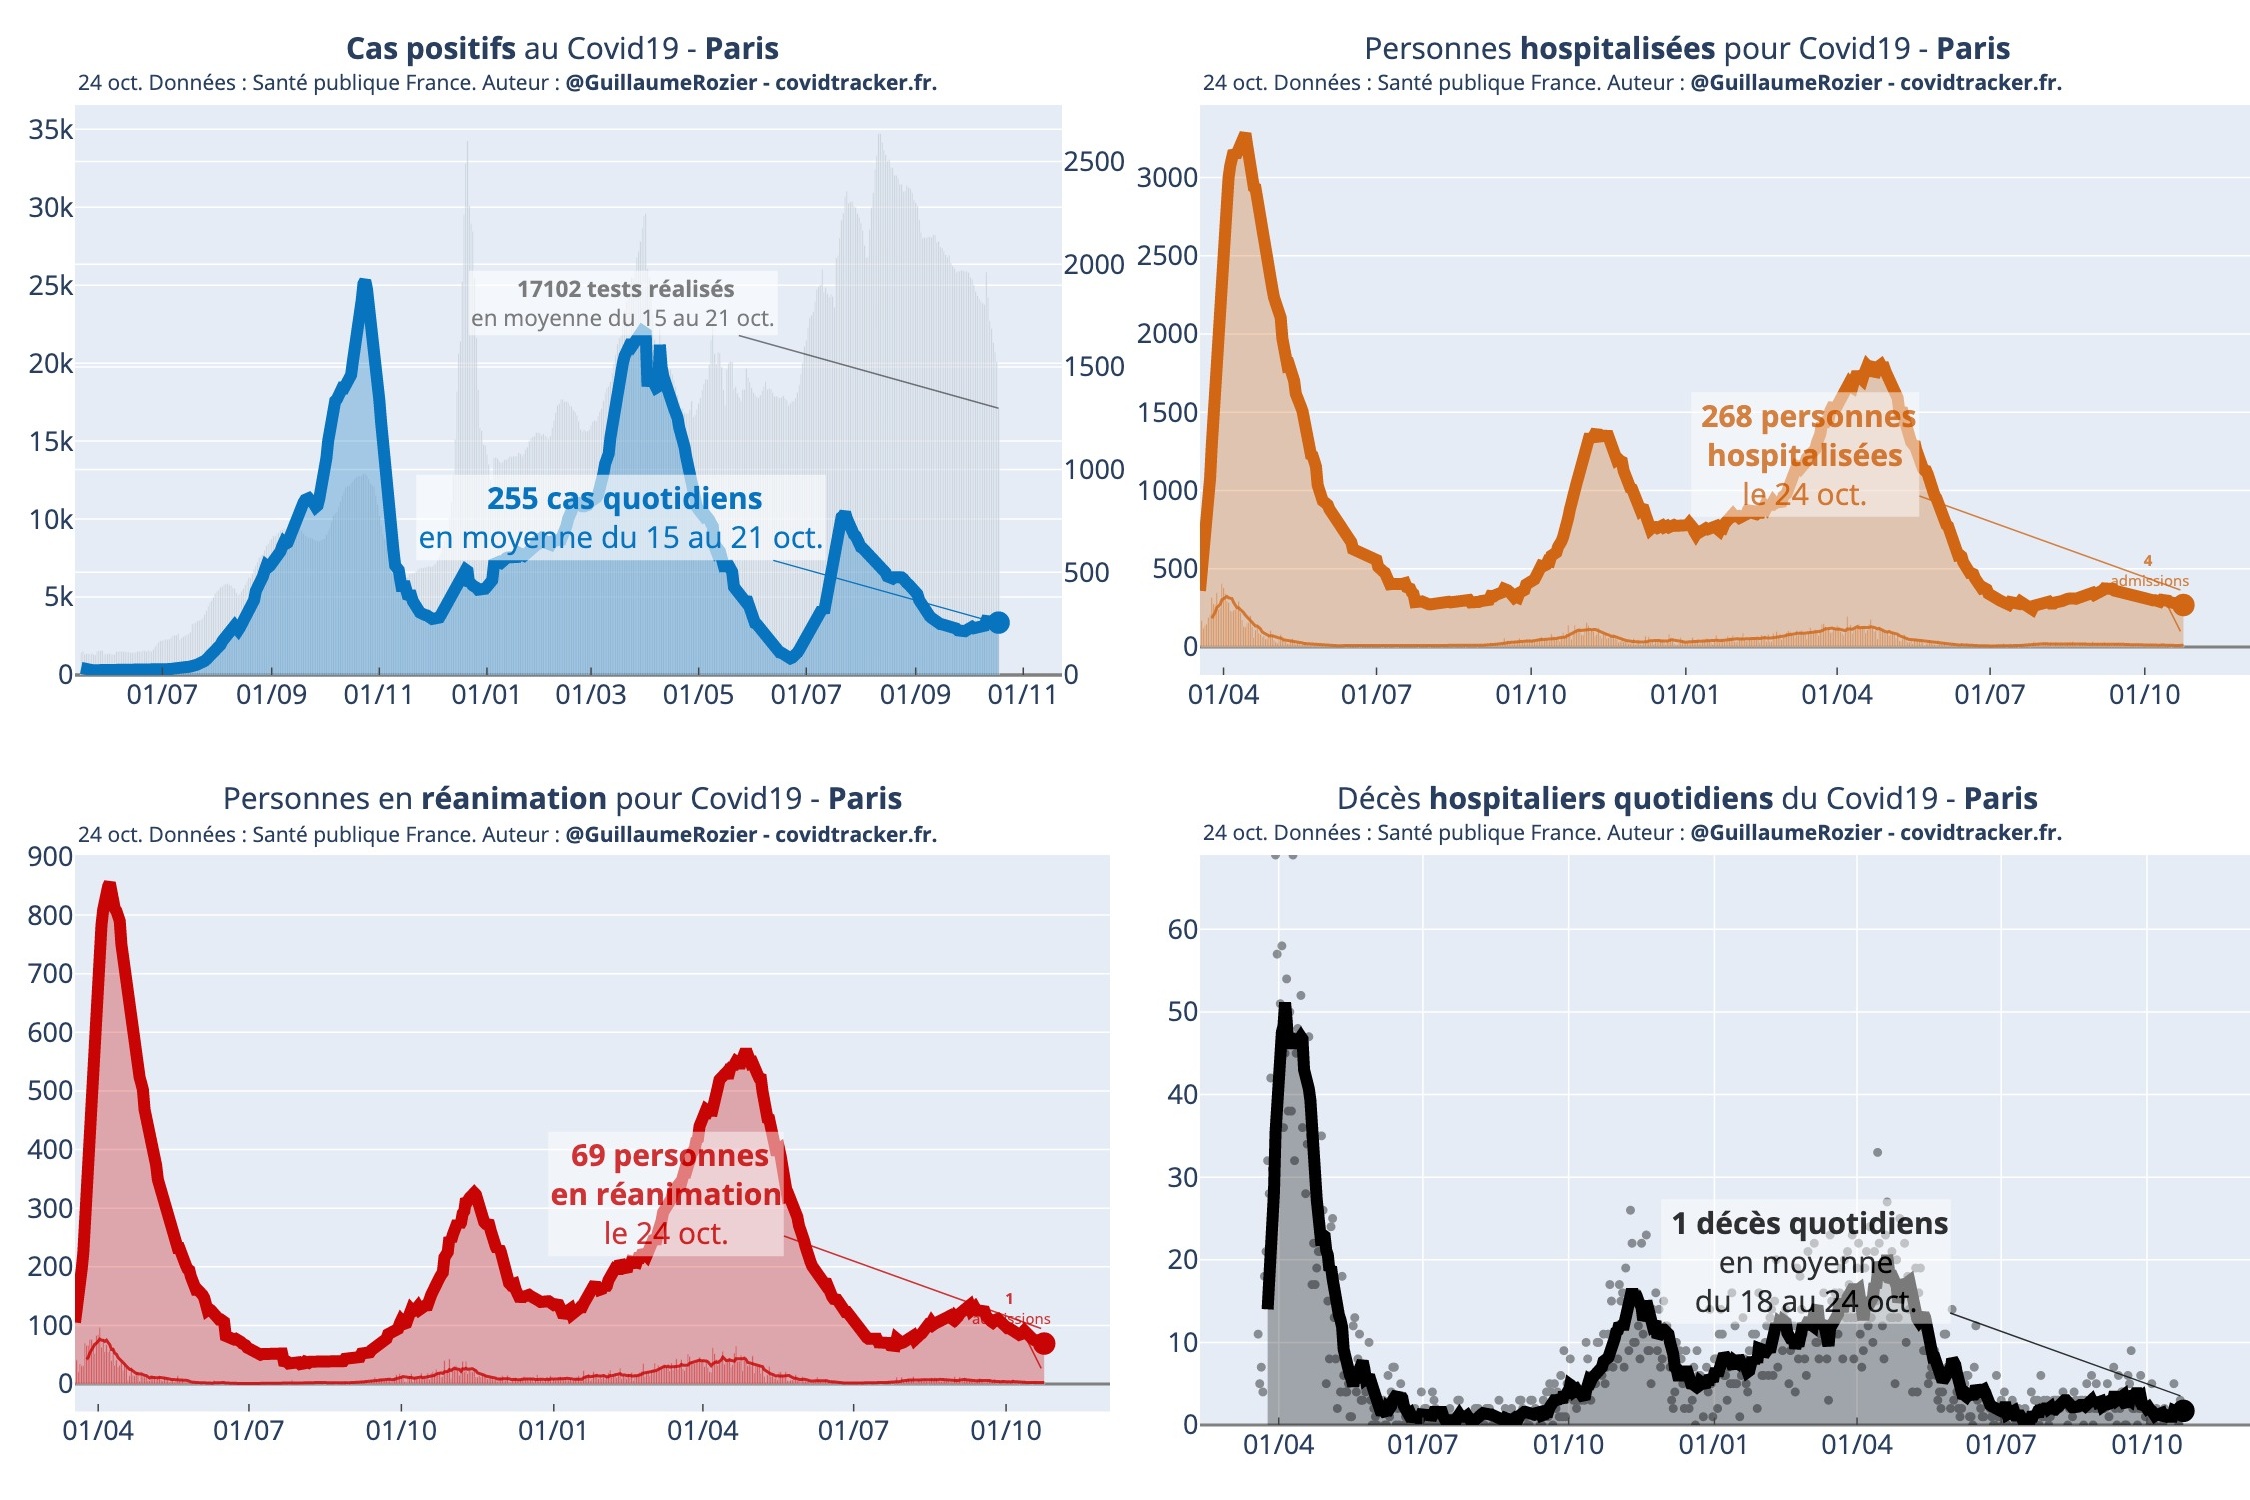 Cas positifs au Covid19 - Paris
24 oct. Données : Santé publique France. Auteur : @GuillaumeRozier - covidtracker.fr.
35k
30k
25k
20k
15k
10k
5k
0
2500
2000
1500
1000
500
0
17102 tests réalisés
en moyenne du 15 au 21 oct.
255 cas quotidiens
en moyenne du 15 au 21 oct.
01/07 01/09 01/11 01/01 01/03 01/05 01/07 01/09 01/11
Personnes hospitalisées pour Covid19 - Paris
24 oct. Données : Santé publique France. Auteur : @GuillaumeRozier - covidtracker.fr.
3000
2500
2000
1500
1000
500
0
268 personnes
hospitalisées
le 24 oct.
4
admissions
01/04 01/07 01/10 01/01 01/04 01/07 01/10
Personnes en réanimation pour Covid19 - Paris
24 oct. Données : Santé publique France. Auteur : @GuillaumeRozier - covidtracker.fr.
900
800
700
600
500
400
300
200
100
0
69 personnes
en réanimation
le 24 oct.
1
admissions
01/04 01/07 01/10 01/01 01/04 01/07 01/10
Décès hospitaliers quotidiens du Covid19 - Paris
24 oct. Données : Santé publique France. Auteur : @GuillaumeRozier - covidtracker.fr.
60
50
40
30
20
10
0
1 décès quotidiens
en moyenne
du 18 au 24 oct.
01/04 01/07 01/10 01/01 01/04 01/07 01/10